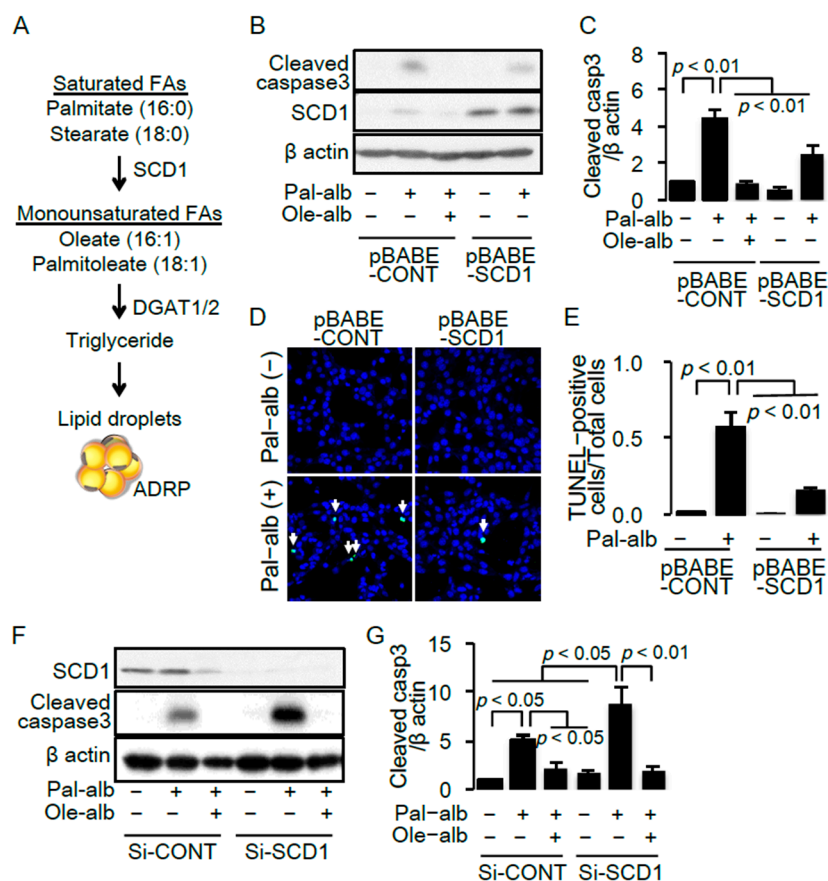 A
Saturated FAs
Palmitate (16:0)
Stearate (18:0)
SCD1
Monounsaturated FAs
Oleate (16:1)
Palmitoleate (18:1)
DGAT1/2
Triglyceride
Lipid droplets
ADRP
B
Cleaved
caspase3
SCD1
β actin
Pal-alb − + + − +
Ole-alb +
pBABE
-CONT
pBABE
-SCD1
C
Cleaved casp3
/β actin
8
6
4
2
0
p < 0.01
p < 0.01
Pal-alb − + + − +
Ole-alb − − + − −
pBABE
-CONT
pBABE
-SCD1
D
pBABE
-CONT
pBABE
-SCD1
Pal−alb (−)
Pal−alb (+)
E
TUNEL−positive
cells/Total cells
1.0
0.5
0.0
p < 0.01
p < 0.01
Pal-alb − + − +
pBABE
-CONT
pBABE
-SCD1
F
SCD1
Cleaved
caspase3
β actin
Pal-alb − + + − + +
Ole-alb − − + − − +
Si-CONT Si-SCD1
G
Cleaved casp3
/β actin
15
10
5
0
p < 0.05
p < 0.05
p < 0.05
p < 0.01
Pal−alb − + + − + +
Ole−alb − − + − − +
Si-CONT Si-SCD1